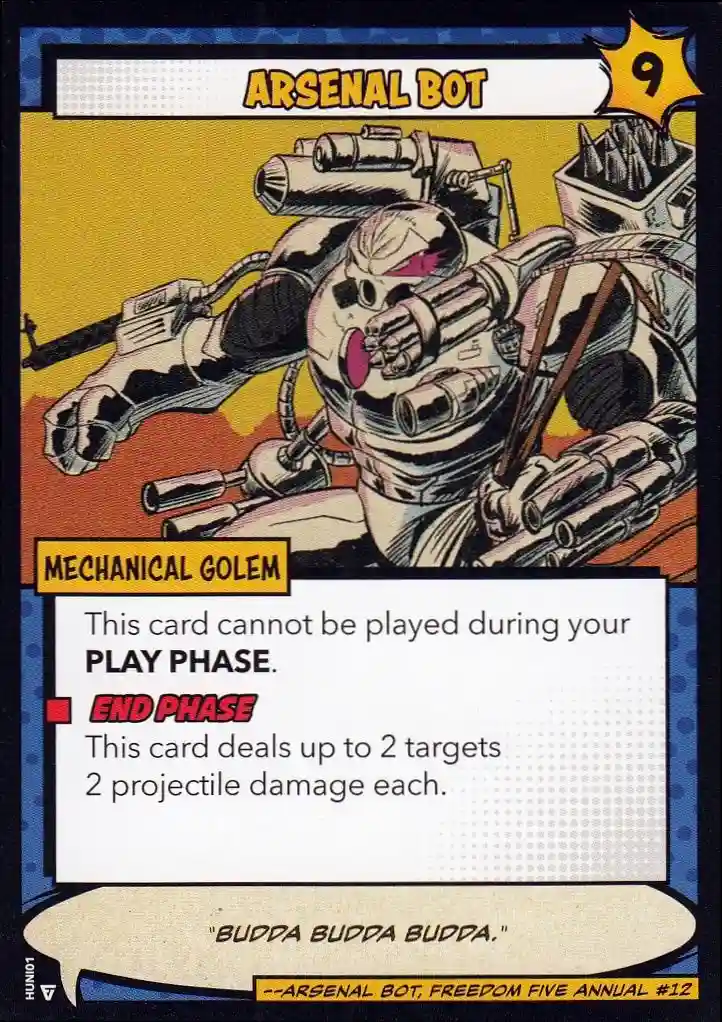 ARSENAL BOT
9
MECHANICAL GOLEM
This card cannot be played during your
PLAY PHASE.
END PHASE
This card deals up to 2 targets
2 projectile damage each.
"BUDDA BUDDA BUDDA."
--ARSENAL BOT, FREEDOM FIVE ANNUAL #12
HUNI01